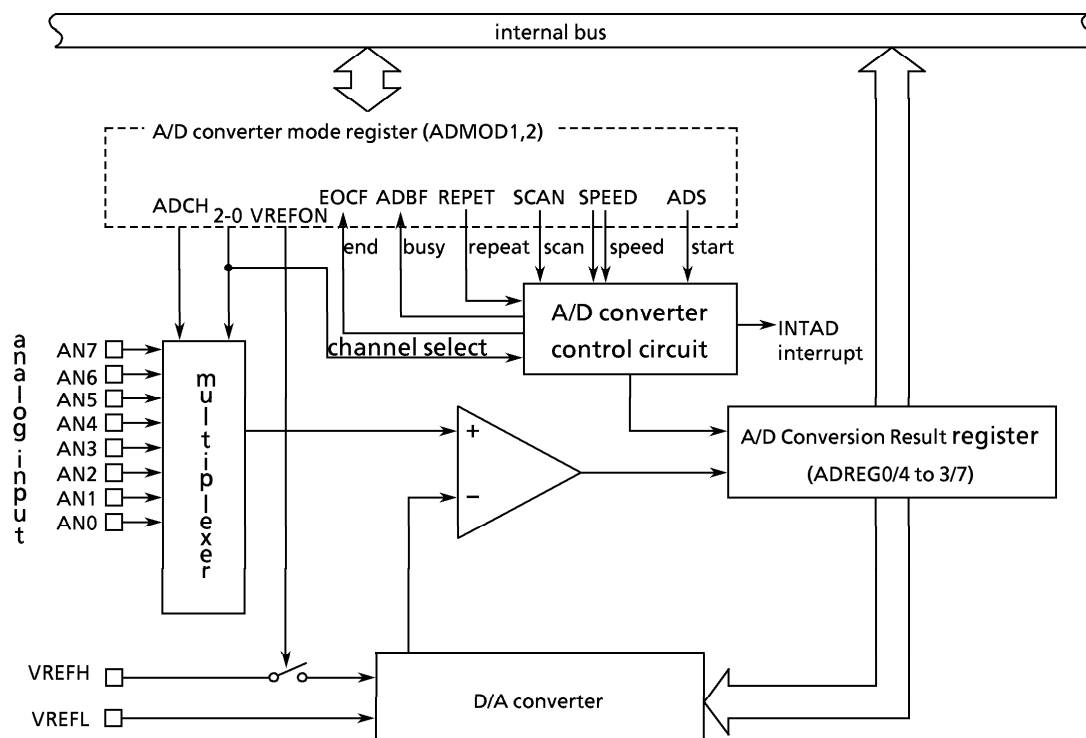 internal bus
A/D converter mode register (ADMOD1,2)
ADCH 2-0 VREFON EOCF ADBF REPET SCAN SPEED ADS
end busy repeat scan speed start
A/D converter
control circuit
INTAD
interrupt
channel select
analog input
AN7
AN6
AN5
AN4
AN3
AN2
AN1
AN0
multiplexer
+
−
A/D Conversion Result register
(ADREG0/4 to 3/7)
VREFH
VREFL
D/A converter